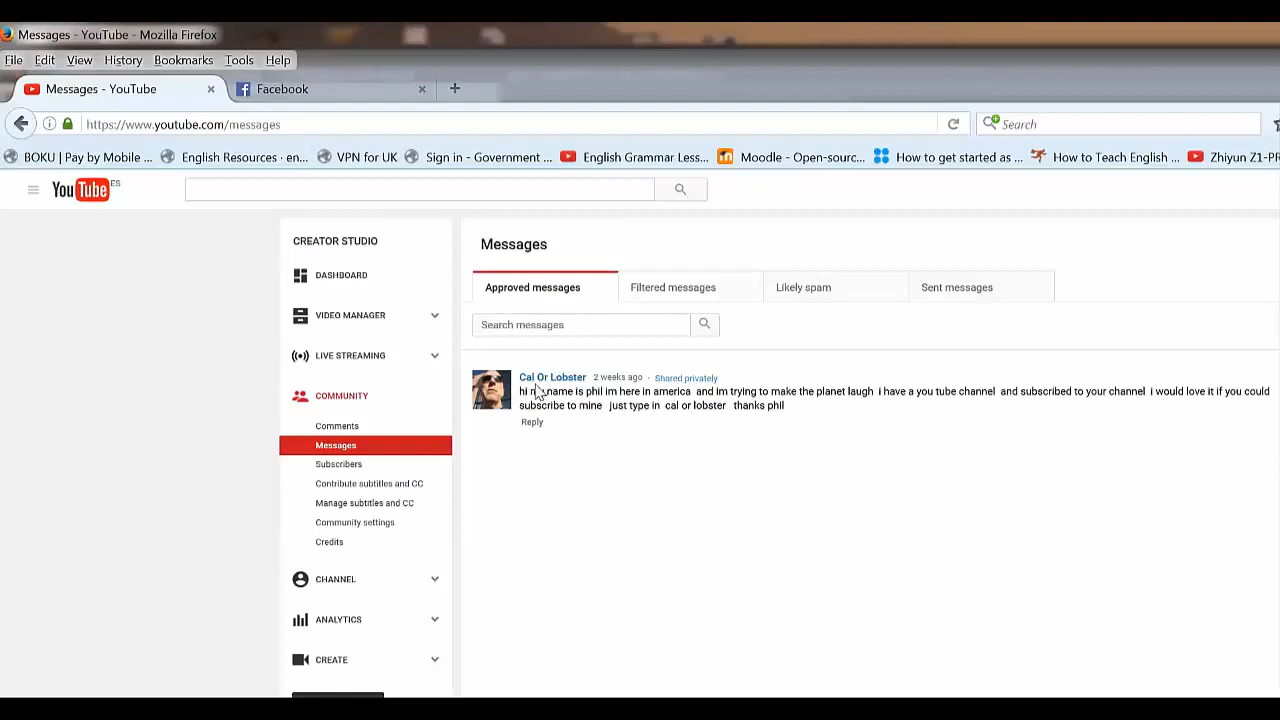 Messages - YouTube - Mozilla Firefox
File Edit View History Bookmarks Tools Help
Messages - YouTube
Facebook
https://www.youtube.com/messages
Search
BOKU | Pay by Mobile ...
English Resources · en...
VPN for UK
Sign in - Government ...
English Grammar Less...
Moodle - Open-sourc...
How to get started as ...
How to Teach English ...
Zhiyun Z1-PR
YouTube ES
CREATOR STUDIO
DASHBOARD
VIDEO MANAGER
LIVE STREAMING
COMMUNITY
Comments
Messages
Subscribers
Contribute subtitles and CC
Manage subtitles and CC
Community settings
Credits
CHANNEL
ANALYTICS
CREATE
Messages
Approved messages
Filtered messages
Likely spam
Sent messages
Search messages
Cal Or Lobster 2 weeks ago · Shared privately
hi name is phil im here in america and im trying to make the planet laugh i have a you tube channel and subscribed to your channel i would love it if you could
subscribe to mine just type in cal or lobster thanks phil
Reply